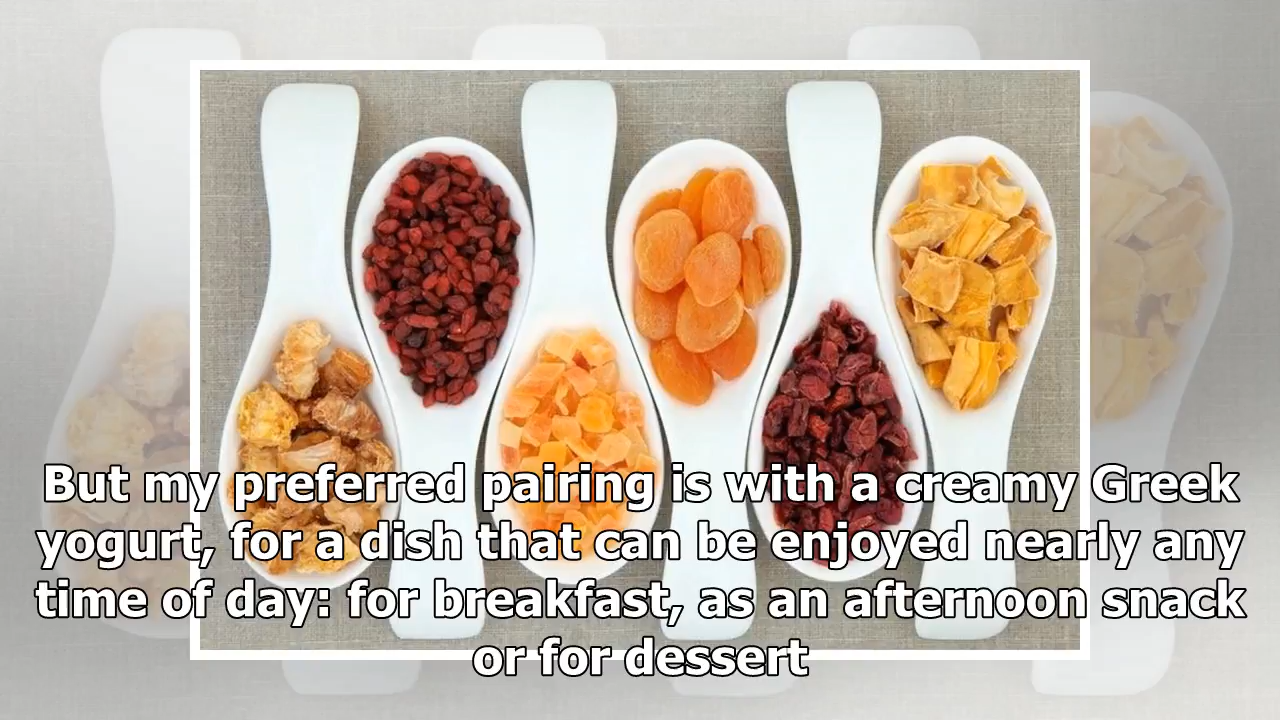 But my preferred pairing is with a creamy Greek
yogurt, for a dish that can be enjoyed nearly any
time of day: for breakfast, as an afternoon snack
or for dessert